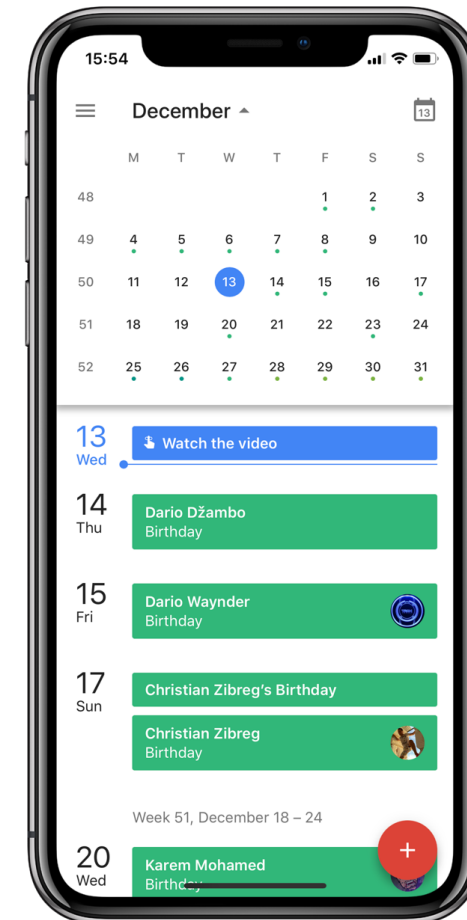 15:54
December
13
M T W T F S S
48 1 2 3
49 4 5 6 7 8 9 10
50 11 12 13 14 15 16 17
51 18 19 20 21 22 23 24
52 25 26 27 28 29 30 31
13
Wed
Watch the video
14
Thu
Dario Džambo
Birthday
15
Fri
Dario Waynder
Birthday
17
Sun
Christian Zibreg’s Birthday
Christian Zibreg
Birthday
Week 51, December 18 – 24
20
Wed
Karem Mohamed
Birthday
+